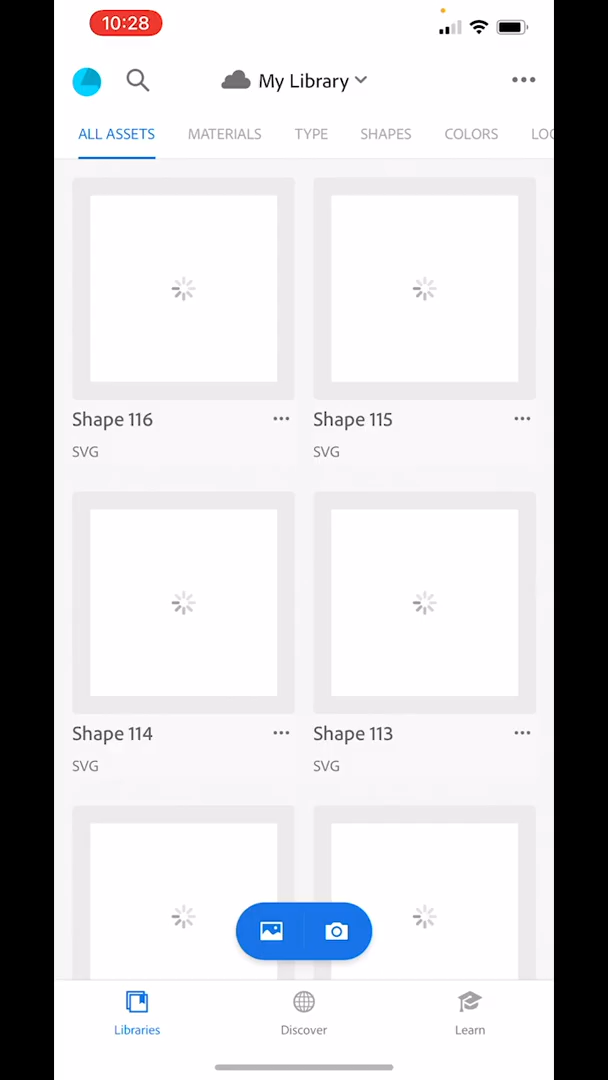 10:28
My Library
ALL ASSETS MATERIALS TYPE SHAPES COLORS LOO
Shape 116
SVG
Shape 115
SVG
Shape 114
SVG
Shape 113
SVG
Libraries Discover Learn